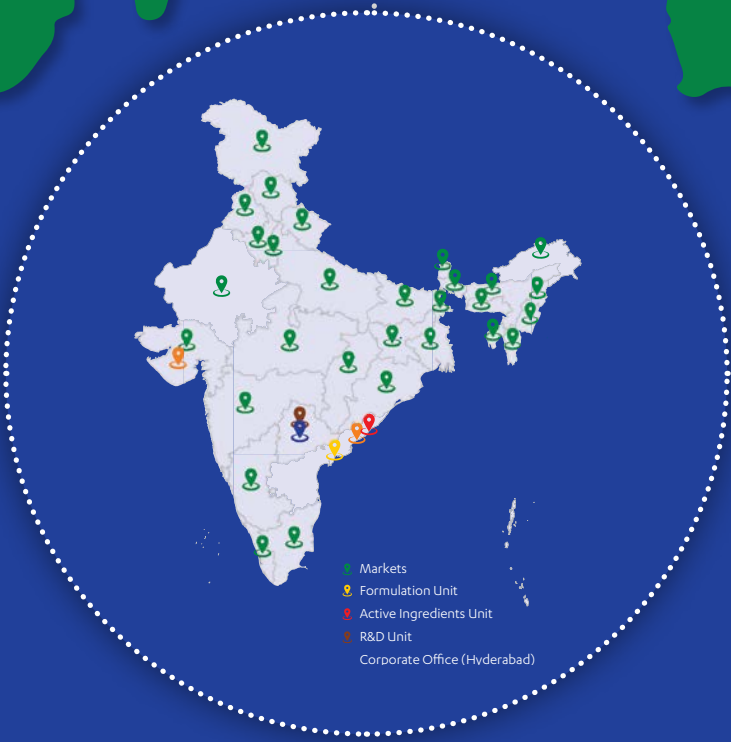 Markets
Formulation Unit
Active Ingredients Unit
R&D Unit
Corporate Office (Hyderabad)